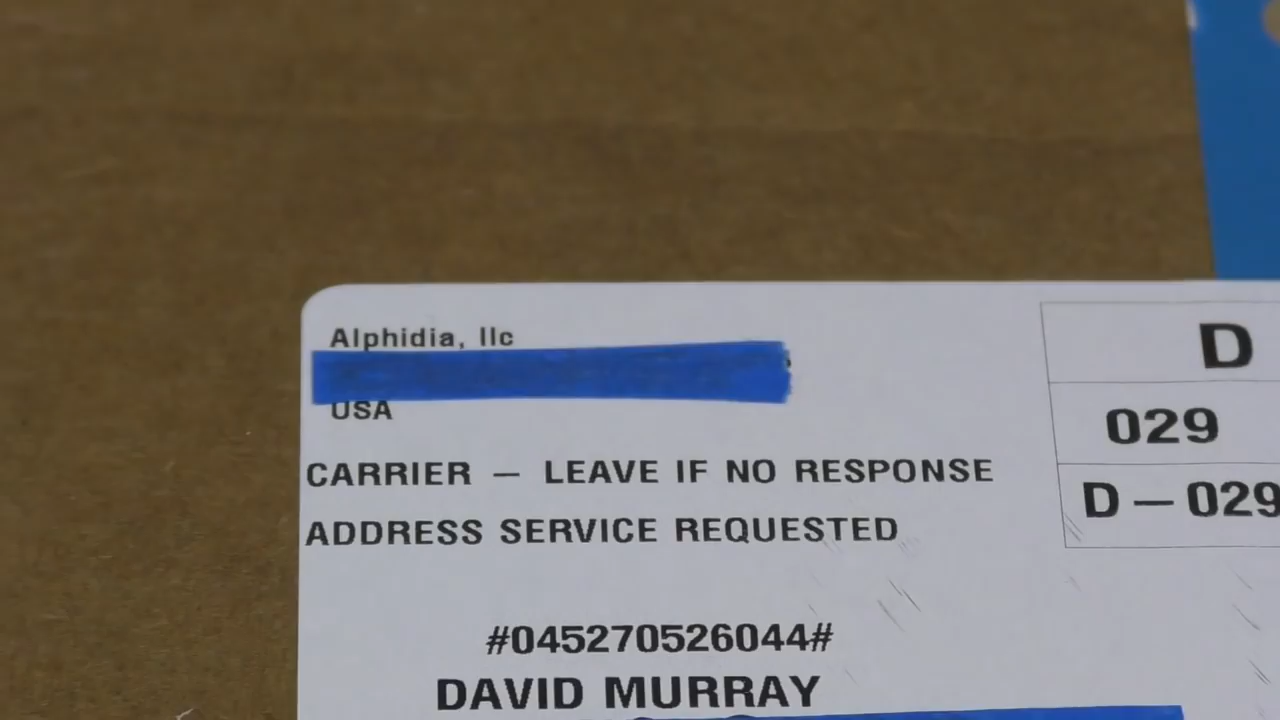 Alphidia, llc
USA
CARRIER — LEAVE IF NO RESPONSE
ADDRESS SERVICE REQUESTED
D
029
D — 029
#045270526044#
DAVID MURRAY